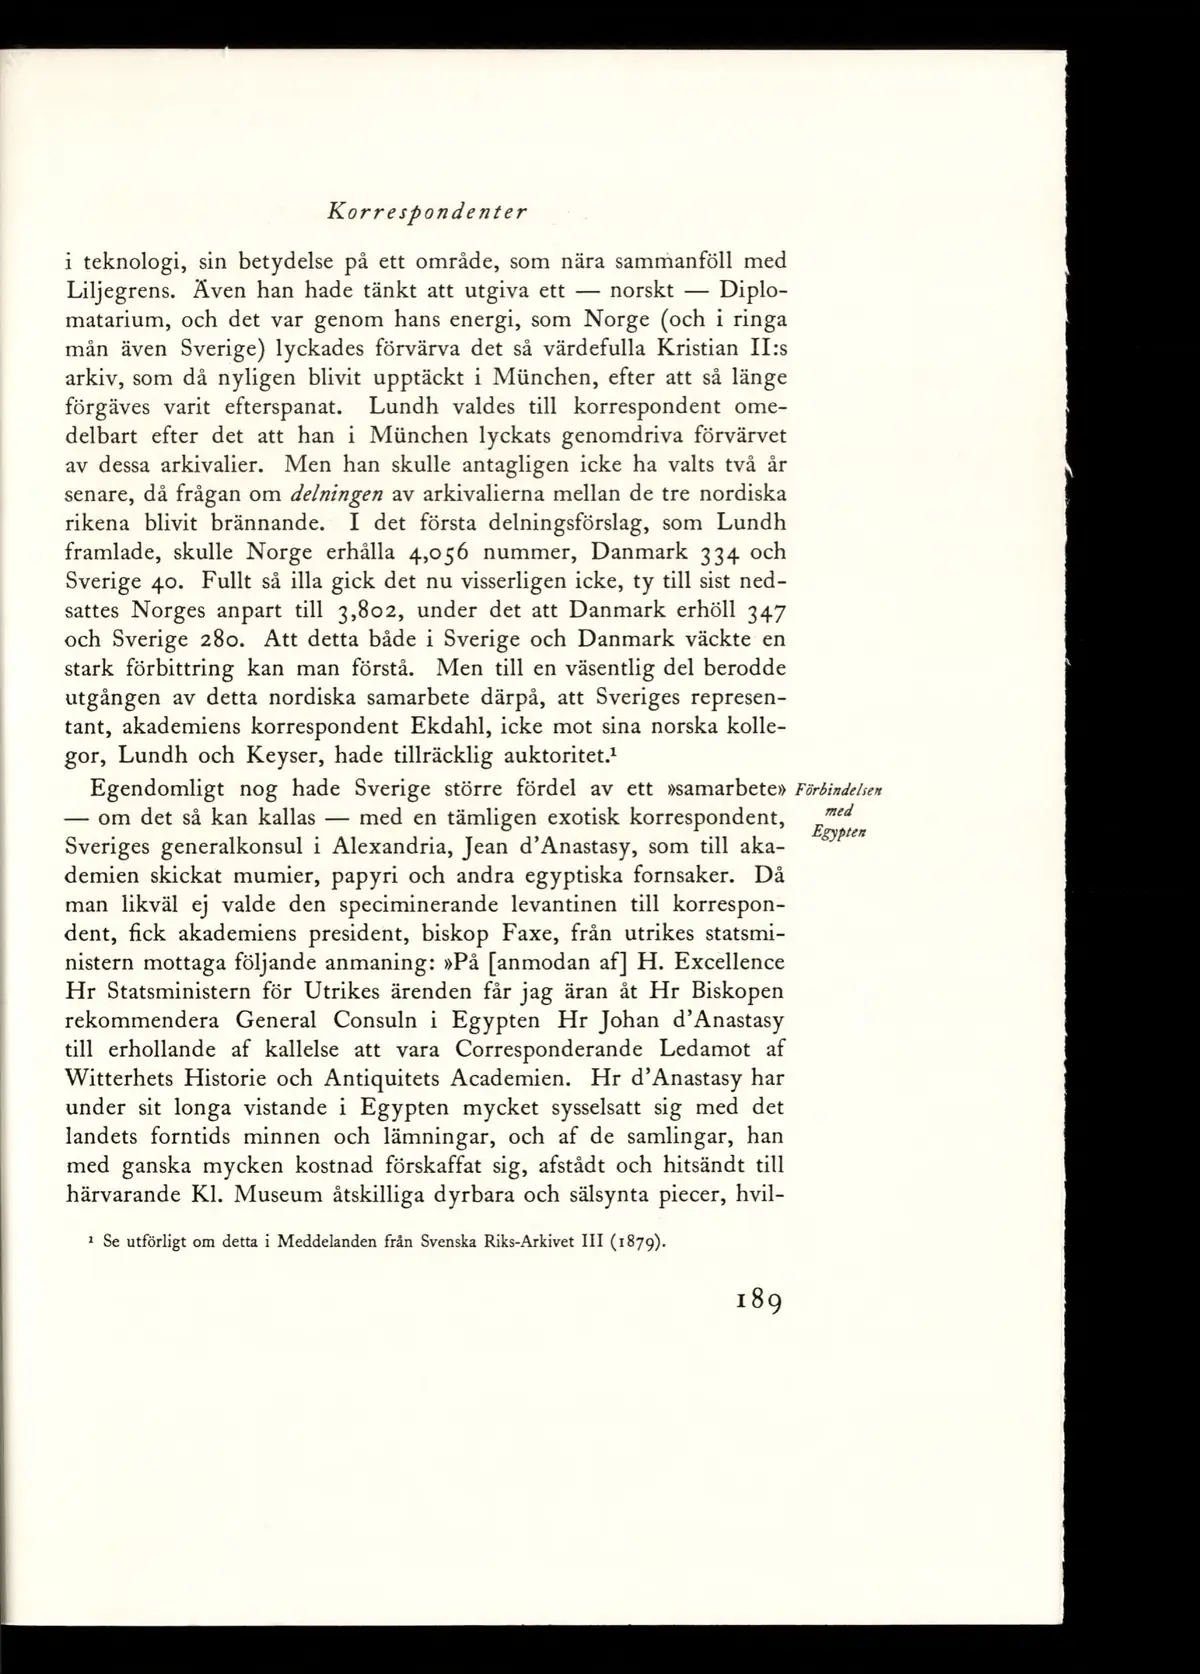 Korrespondenter
i teknologi, sin betydelse på ett område, som nära sammanföll med
Liljegrens. Även han hade tänkt att utgiva ett — norskt — Diplo-
matarium, och det var genom hans energi, som Norge (och i ringa
mån även Sverige) lyckades förvärva det så värdefulla Kristian II:s
arkiv, som då nyligen blivit upptäckt i München, efter att så länge
förgäves varit efterspanat. Lundh valdes till korrespondent ome-
delbart efter det att han i München lyckats genomdriva förvärvet
av dessa arkivalier. Men han skulle antagligen icke ha valts två år
senare, då frågan om delningen av arkivalierna mellan de tre nordiska
rikena blivit brännande. I det första delningsförslag, som Lundh
framlade, skulle Norge erhålla 4,056 nummer, Danmark 334 och
Sverige 40. Fullt så illa gick det nu visserligen icke, ty till sist ned-
sattes Norges anpart till 3,802, under det att Danmark erhöll 347
och Sverige 280. Att detta både i Sverige och Danmark väckte en
stark förbittring kan man förstå. Men till en väsentlig del berodde
utgången av detta nordiska samarbete därpå, att Sveriges represen-
tant, akademiens korrespondent Ekdahl, icke mot sina norska kolle-
gor, Lundh och Keyser, hade tillräcklig auktoritet.¹
Egendomligt nog hade Sverige större fördel av ett »samarbete»
— om det så kan kallas — med en tämligen exotisk korrespondent,
Sveriges generalkonsul i Alexandria, Jean d'Anastasy, som till aka-
demien skickat mumier, papyri och andra egyptiska fornsaker. Då
man likväl ej valde den speciminerande levantinen till korrespon-
dent, fick akademiens president, biskop Faxe, från utrikes statsmi-
nistern mottaga följande anmaning: »På [anmodan af] H. Excellence
Hr Statsministern för Utrikes ärenden får jag äran åt Hr Biskopen
rekommendera General Consuln i Egypten Hr Johan d'Anastasy
till erhollande af kallelse att vara Corresponderande Ledamot af
Witterhets Historie och Antiquitets Academien. Hr d'Anastasy har
under sit longa vistande i Egypten mycket sysselsatt sig med det
landets forntids minnen och lämningar, och af de samlingar, han
med ganska mycken kostnad förskaffat sig, afstådt och hitsändt till
härvarande Kl. Museum åtskilliga dyrbara och sälsynta piecer, hvil-
Förbindelsen
med
Egypten
¹ Se utförligt om detta i Meddelanden från Svenska Riks-Arkivet III (1879).
189